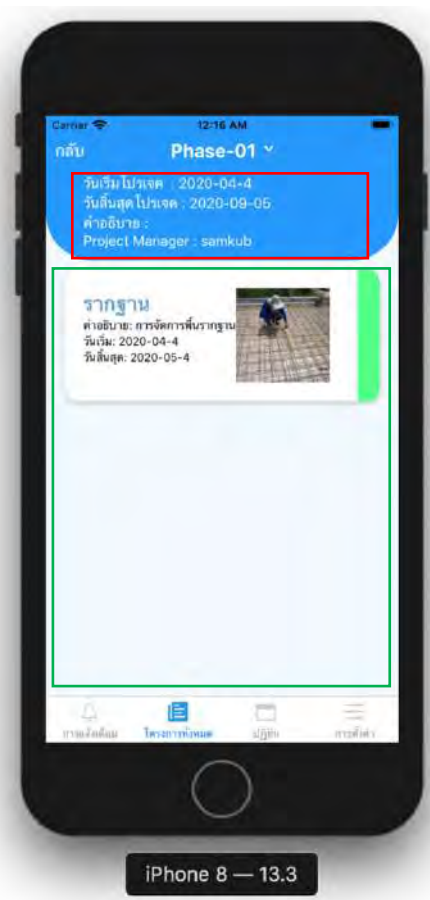 Carrier 12:16 AM
กลับ Phase-01
วันเริ่มโปรเจค : 2020-04-4
วันสิ้นสุดโปรเจค : 2020-09-05
คำอธิบาย :
Project Manager : samkub
รากฐาน
คำอธิบาย: การจัดการพื้นรากฐาน
วันเริ่ม: 2020-04-4
วันสิ้นสุด: 2020-05-4
การแจ้งเตือน โครงการทั้งหมด ปฏิทิน การตั้งค่า
iPhone 8 — 13.3